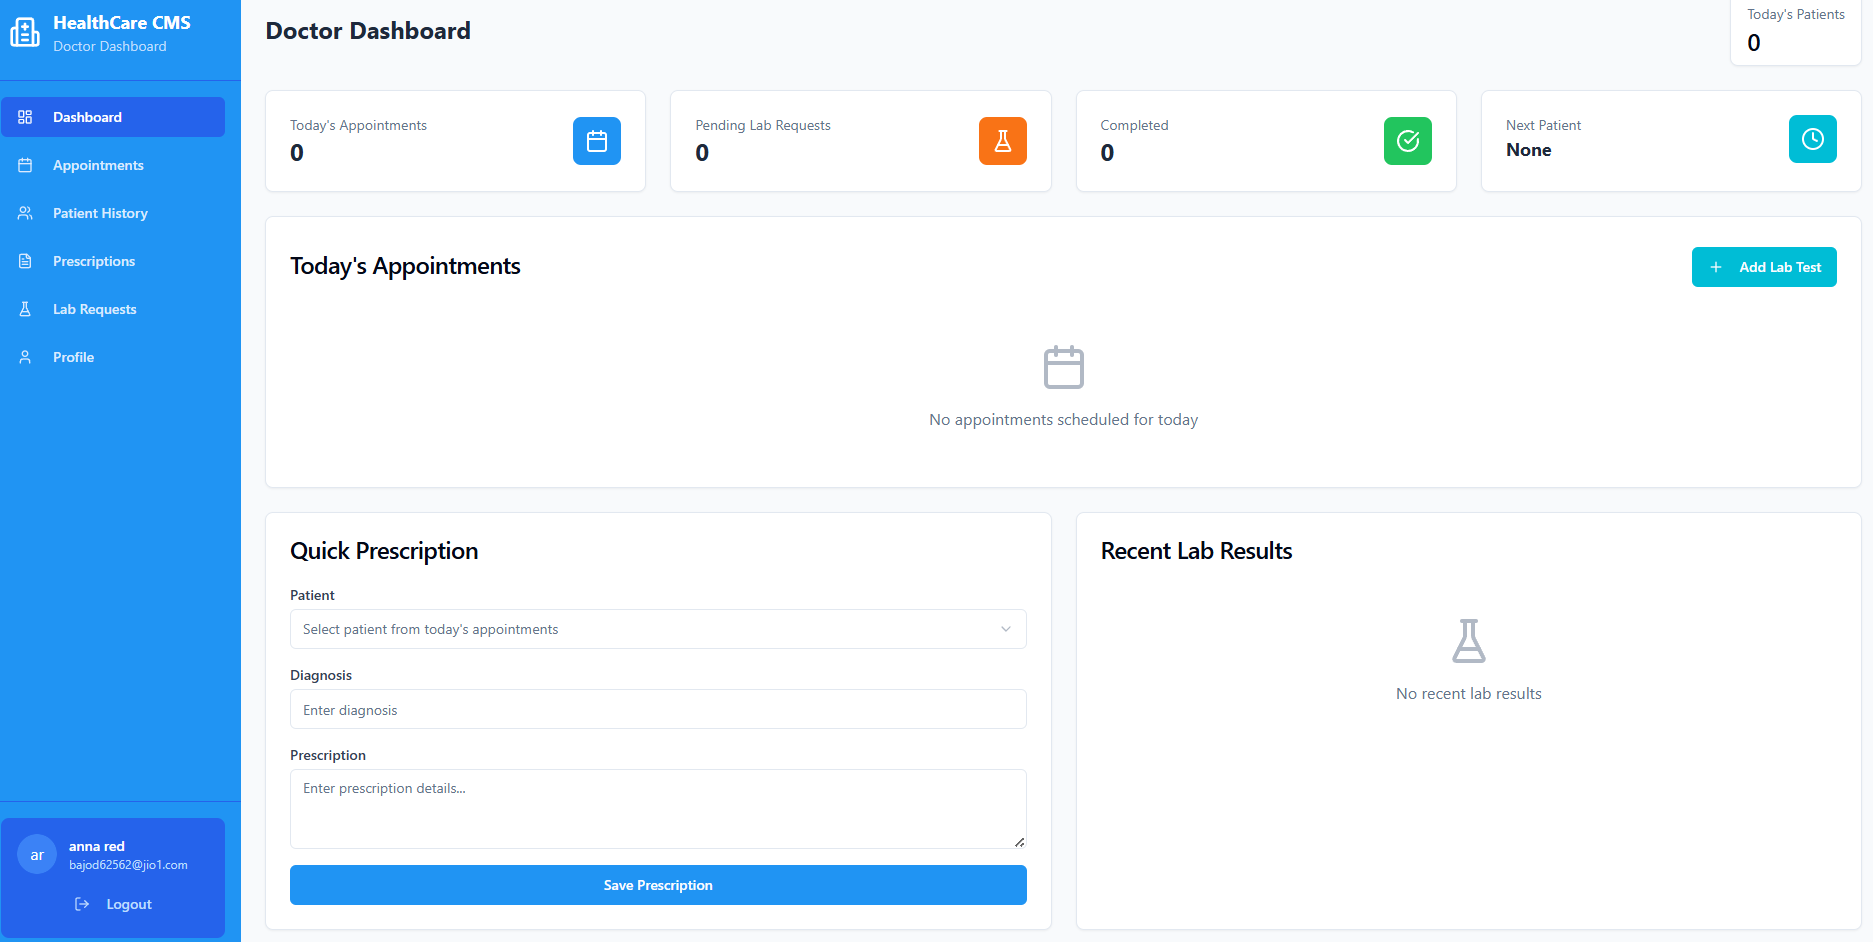 HealthCare CMS
Doctor Dashboard
Dashboard
Appointments
Patient History
Prescriptions
Lab Requests
Profile
ar
anna red
bajod62562@jio1.com
Logout
Doctor Dashboard
Today's Patients
0
Today's Appointments
0
Pending Lab Requests
0
Completed
0
Next Patient
None
Today's Appointments
Add Lab Test
No appointments scheduled for today
Quick Prescription
Patient
Select patient from today's appointments
Diagnosis
Enter diagnosis
Prescription
Enter prescription details...
Save Prescription
Recent Lab Results
No recent lab results